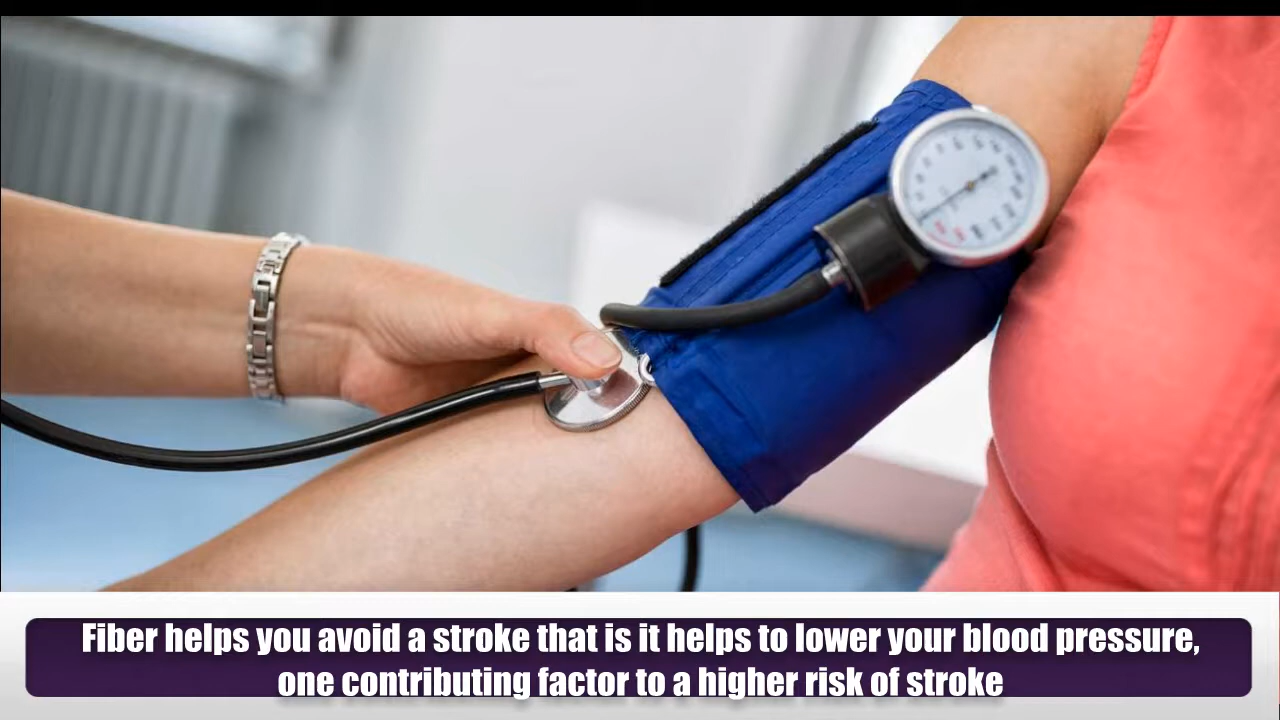 Fiber helps you avoid a stroke that is it helps to lower your blood pressure,
one contributing factor to a higher risk of stroke